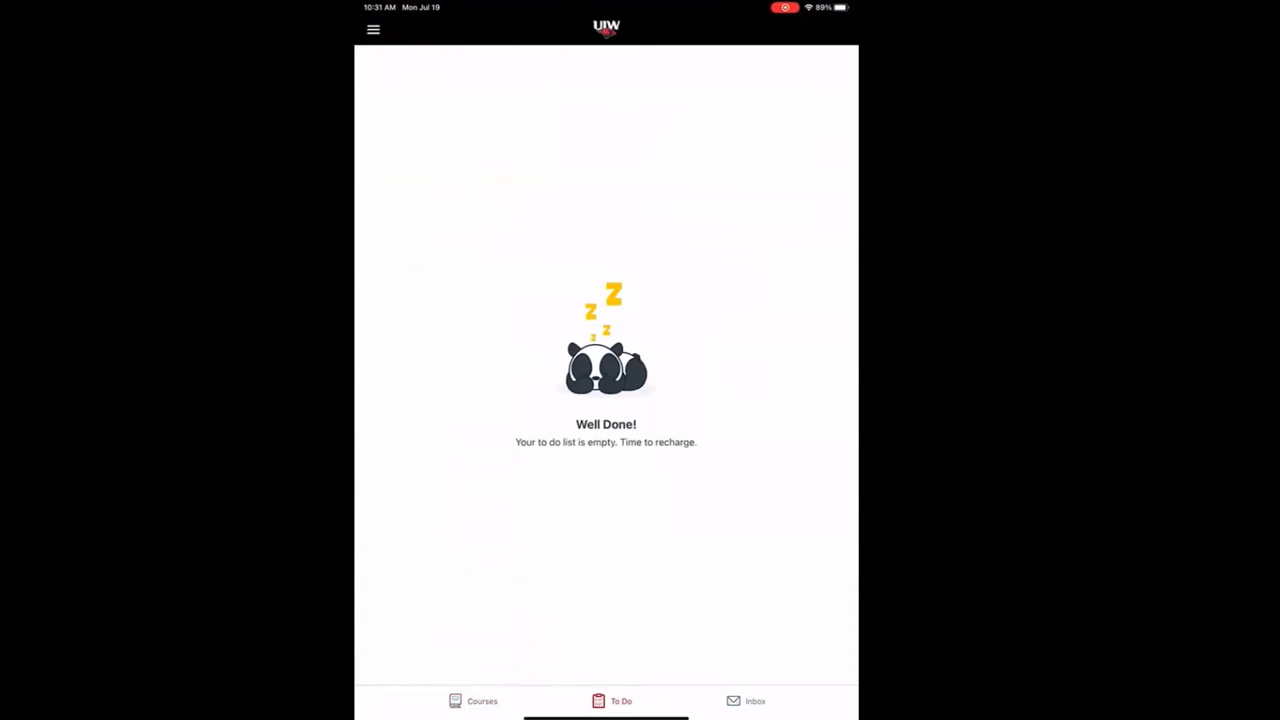 10:31 AM Mon Jul 19
89%
UIW
Z
Z
Z
Z
Well Done!
Your to do list is empty. Time to recharge.
Courses
To Do
Inbox